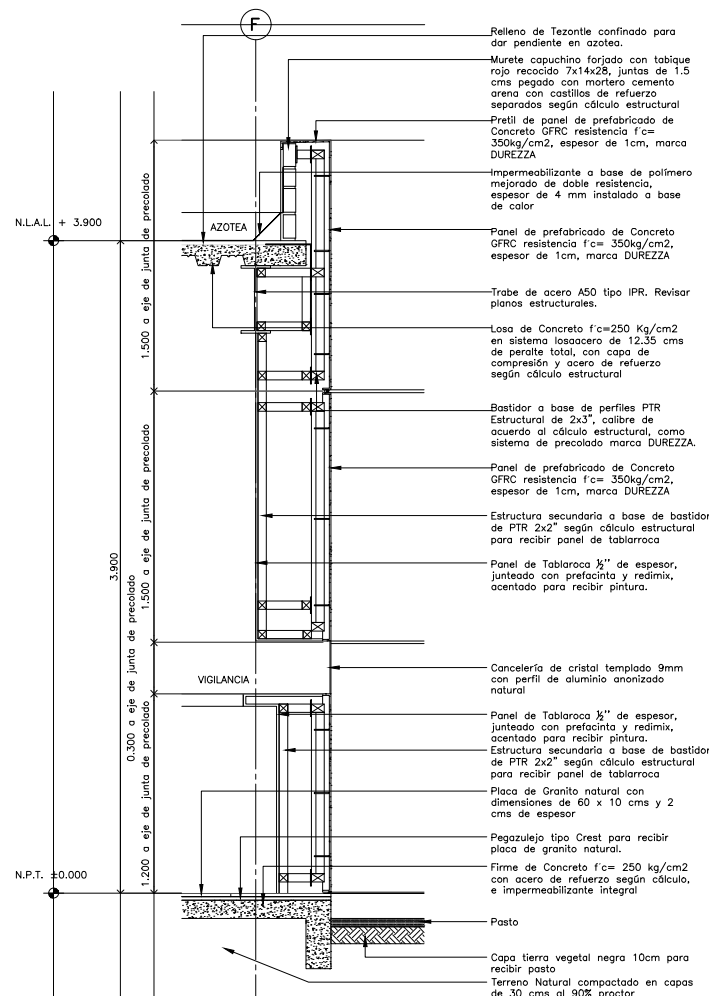 F
Relleno de Tezontle confinado para
dar pendiente en azotea.
Murete capuchino forjado con tabique
rojo recocido 7x14x28, juntas de 1.5
cms pegado con mortero cemento
arena con castillos de refuerzo
separados según cálculo estructural
Pretil de panel de prefabricado de
Concreto GFRC resistencia f'c=
350kg/cm2, espesor de 1cm, marca
DUREZZA
Impermeabilizante a base de polímero
mejorado de doble resistencia,
espesor de 4 mm instalado a base
de calor
N.L.A.L. + 3.900
AZOTEA
Panel de prefabricado de Concreto
GFRC resistencia f'c= 350kg/cm2,
espesor de 1cm, marca DUREZZA
1.500 a eje de junta de precolado
Trabe de acero A50 tipo IPR. Revisar
planos estructurales.
Losa de Concreto f'c=250 Kg/cm2
en sistema losaacero de 12.35 cms
de peralte total, con capa de
compresión y acero de refuerzo
según cálculo estructural
Bastidor a base de perfiles PTR
Estructural de 2x3", calibre de
acuerdo al cálculo estructural, como
sistema de precolado marca DUREZZA.
Panel de prefabricado de Concreto
GFRC resistencia f'c= 350kg/cm2,
espesor de 1cm, marca DUREZZA
1.500 a eje de junta de precolado
Estructura secundaria a base de bastidor
de PTR 2x2" según cálculo estructural
para recibir panel de tablarroca
3.900
Panel de Tablaroca ½'' de espesor,
junteado con prefacinta y redimix,
acentado para recibir pintura.
0.300 a eje de junta de precolado
VIGILANCIA
Cancelería de cristal templado 9mm
con perfil de aluminio anonizado
natural
Panel de Tablaroca ½'' de espesor,
junteado con prefacinta y redimix,
acentado para recibir pintura.
Estructura secundaria a base de bastidor
de PTR 2x2" según cálculo estructural
para recibir panel de tablarroca
1.200 a eje de junta de precolado
Placa de Granito natural con
dimensiones de 60 x 10 cms y 2
cms de espesor
Pegazulejo tipo Crest para recibir
placa de granito natural.
N.P.T. ±0.000
Firme de Concreto f'c= 250 kg/cm2
con acero de refuerzo según cálculo,
e impermeabilizante integral
Pasto
Capa tierra vegetal negra 10cm para
recibir pasto
Terreno Natural compactado en capas
de 30 cms al 90% proctor